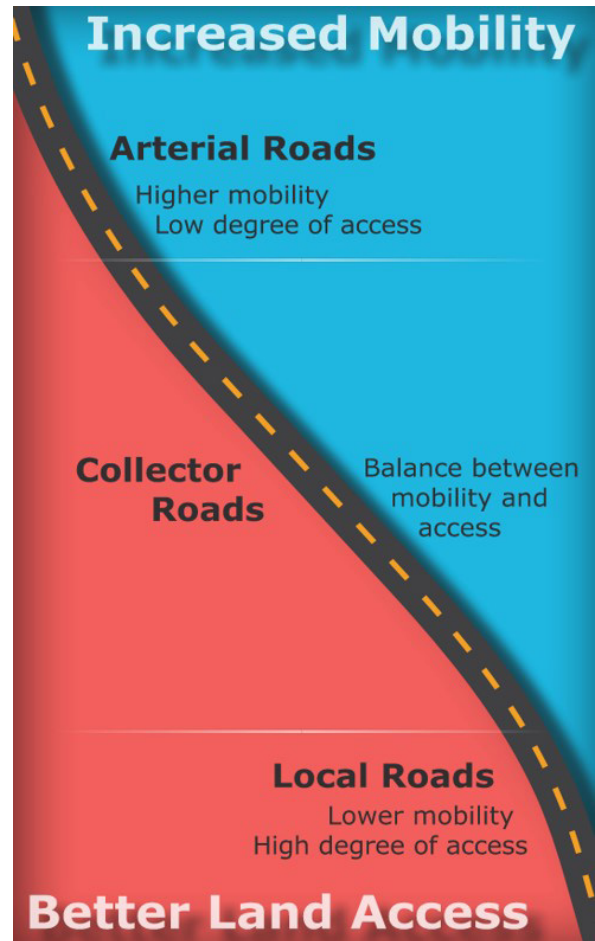 Increased Mobility
Arterial Roads
Higher mobility
Low degree of access
Collector
Roads
Balance between
mobility and
access
Local Roads
Lower mobility
High degree of access
Better Land Access